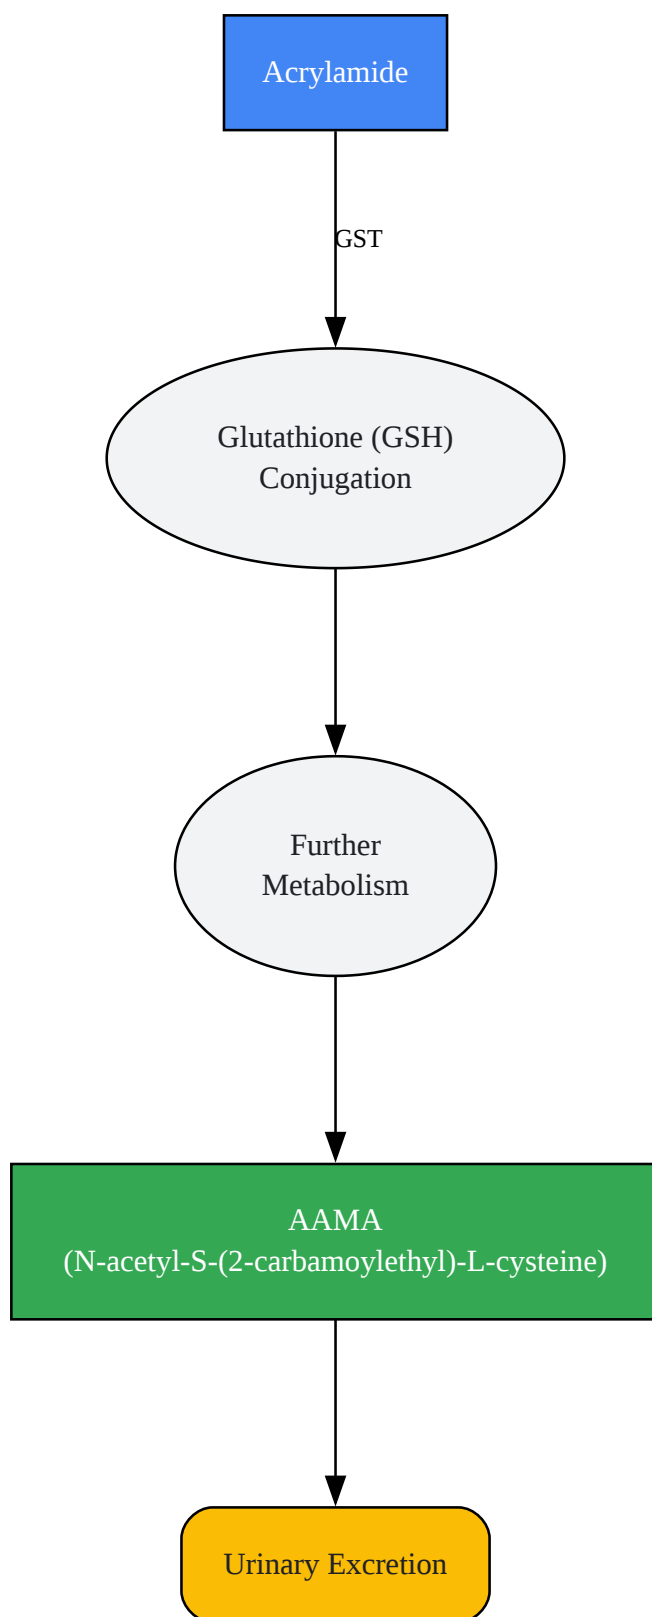 Acrylamide
GST
Glutathione (GSH)
Conjugation
Further
Metabolism
AAMA
(N-acetyl-S-(2-carbamoylethyl)-L-cysteine)
Urinary Excretion